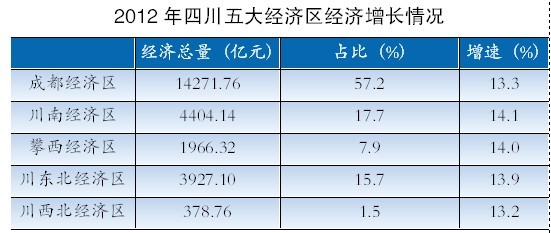 2012 年四川五大经济区经济增长情况
经济总量（亿元） 占比（%） 增速（%）
成都经济区 14271.76 57.2 13.3
川南经济区 4404.14 17.7 14.1
攀西经济区 1966.32 7.9 14.0
川东北经济区 3927.10 15.7 13.9
川西北经济区 378.76 1.5 13.2